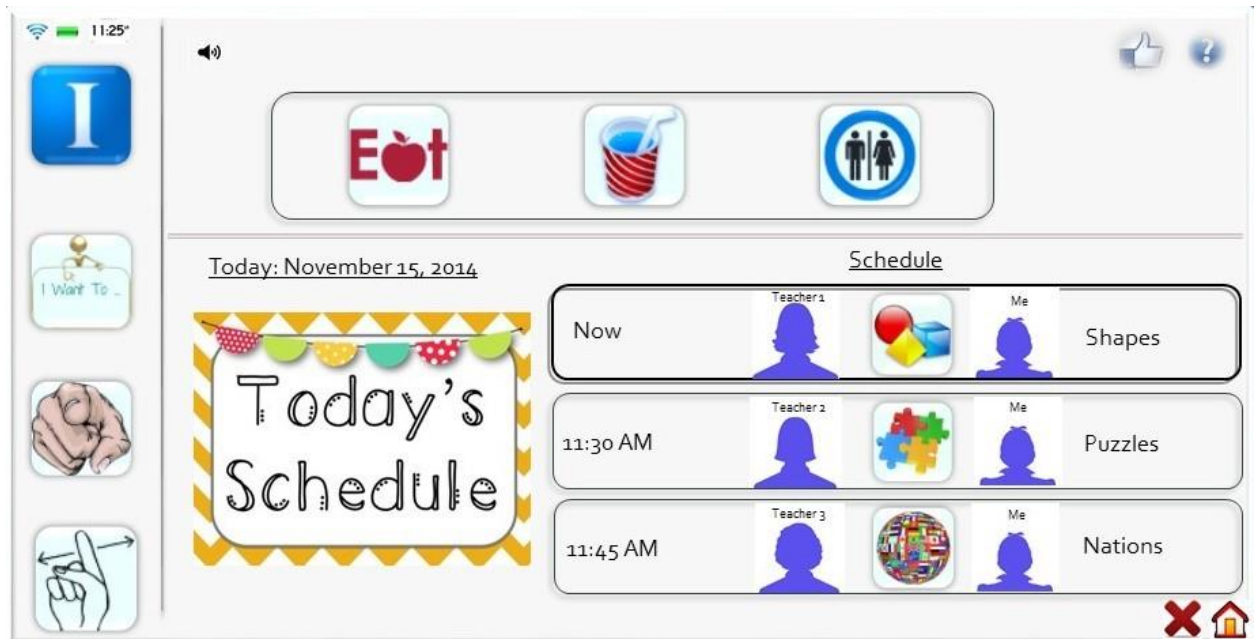 11:25ᵃ
I
I Want To ..
Eat
?
Today: November 15, 2014
Today's
Schedule
Schedule
Now
Teacher 1
Me
Shapes
11:30 AM
Teacher 2
Me
Puzzles
11:45 AM
Teacher 3
Me
Nations